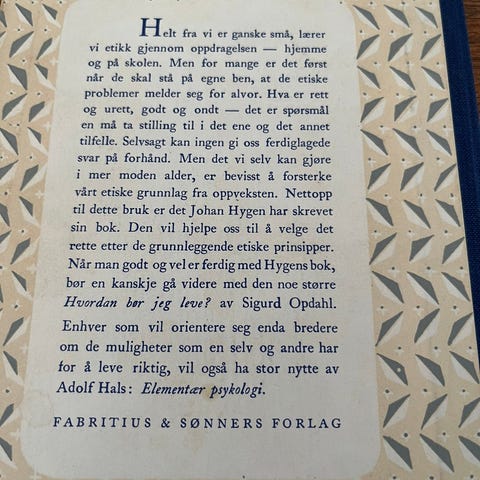 Helt fra vi er ganske små, lærer
vi etikk gjennom oppdragelsen — hjemme
og på skolen. Men for mange er det først
når de skal stå på egne ben, at de etiske
problemer melder seg for alvor. Hva er rett
og urett, godt og ondt — det er spørsmål
en må ta stilling til i det ene og det annet
tilfelle. Selvsagt kan ingen gi oss ferdiglagede
svar på forhånd. Men det vi selv kan gjøre
i mer moden alder, er bevisst å forsterke
vårt etiske grunnlag fra oppveksten. Nettopp
til dette bruk er det Johan Hygen har skrevet
sin bok. Den vil hjelpe oss til å velge det
rette etter de grunnleggende etiske prinsipper.
Når man godt og vel er ferdig med Hygens bok,
bør en kanskje gå videre med den noe større
Hvordan bør jeg leve? av Sigurd Opdahl.
Enhver som vil orientere seg enda bredere
om de muligheter som en selv og andre har
for å leve riktig, vil også ha stor nytte av
Adolf Hals: Elementær psykologi.
FABRITIUS & SØNNERS FORLAG